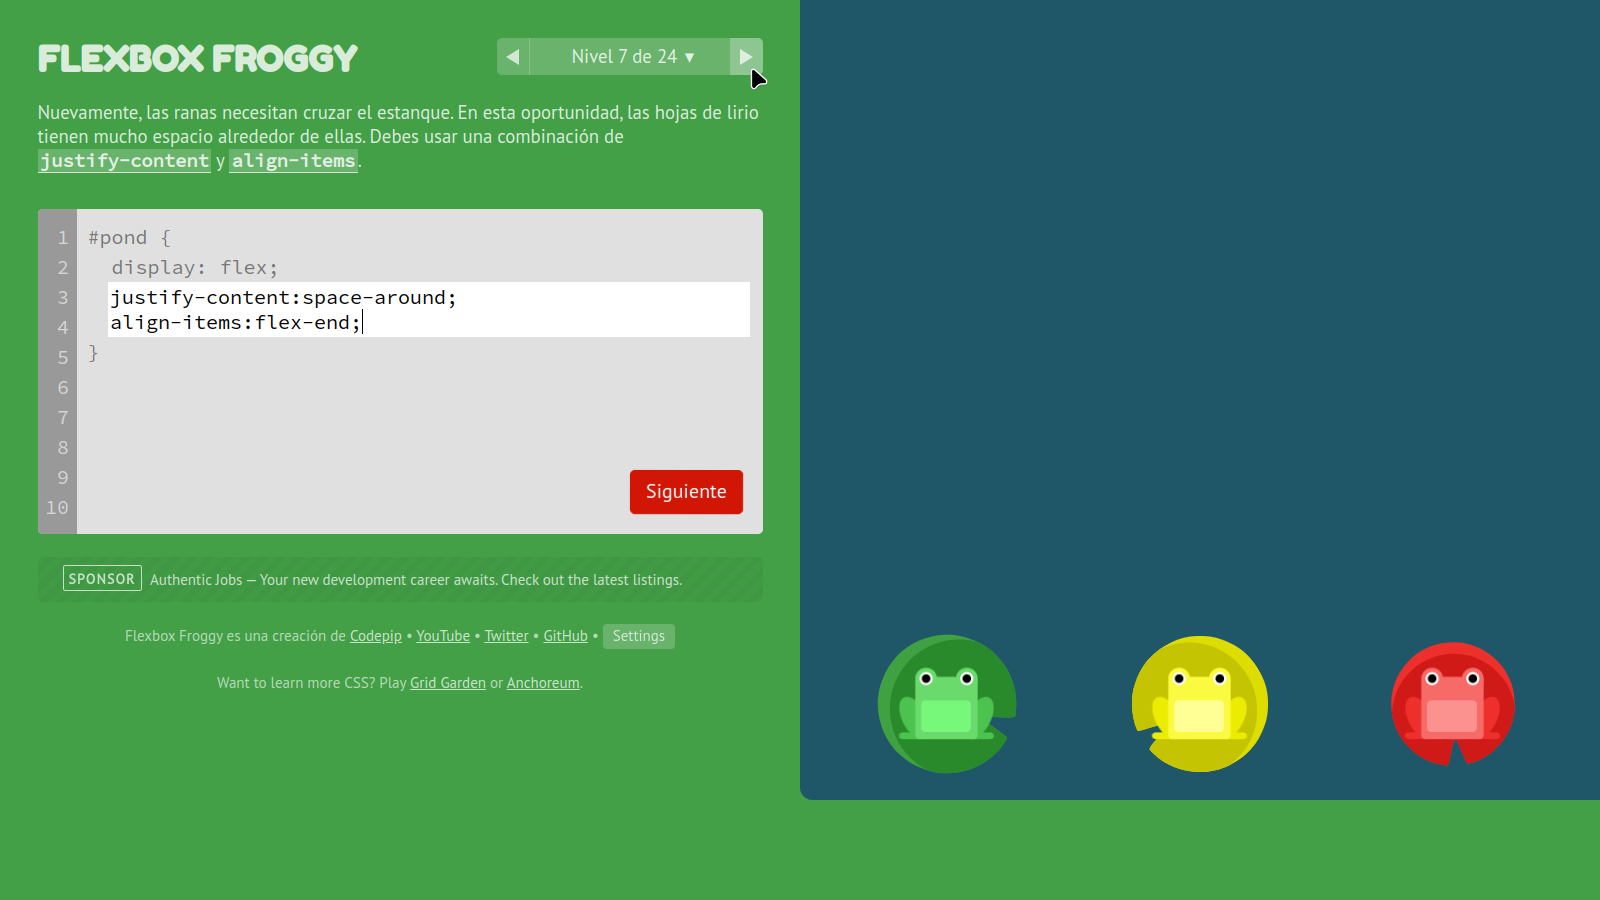 FLEXBOX FROGGY
◀ Nivel 7 de 24 ▼ ▶
Nuevamente, las ranas necesitan cruzar el estanque. En esta oportunidad, las hojas de lirio
tienen mucho espacio alrededor de ellas. Debes usar una combinación de
justify-content y align-items.
1 #pond {
2 display: flex;
3 justify-content:space-around;
4 align-items:flex-end;
5 }
6
7
8
9
10
Siguiente
SPONSOR Authentic Jobs — Your new development career awaits. Check out the latest listings.
Flexbox Froggy es una creación de Codepip • YouTube • Twitter • GitHub • Settings
Want to learn more CSS? Play Grid Garden or Anchoreum.